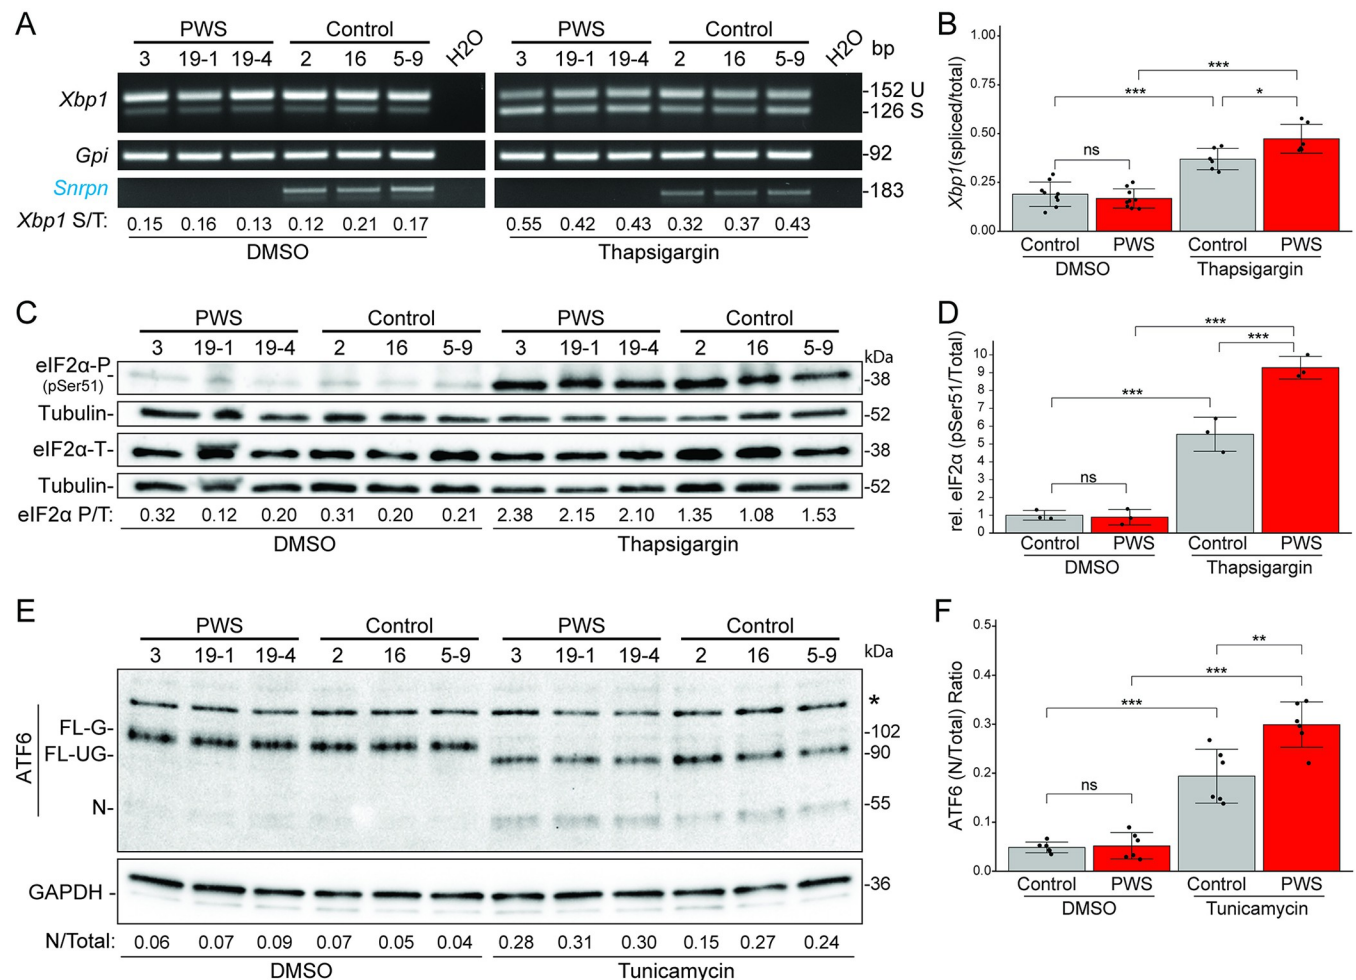 A
PWS Control PWS Control
3 19-1 19-4 2 16 5-9 H2O 3 19-1 19-4 2 16 5-9 H2O bp
Xbp1 -152 U
-126 S
Gpi -92
Snrpn -183
Xbp1 S/T: 0.15 0.16 0.13 0.12 0.21 0.17 0.55 0.42 0.43 0.32 0.37 0.43
DMSO Thapsigargin
B
Xbp1(spliced/total)
1.00
0.75
0.50
0.25
0.00
ns
***
***
*
Control PWS Control PWS
DMSO Thapsigargin
C
PWS Control PWS Control
3 19-1 19-4 2 16 5-9 3 19-1 19-4 2 16 5-9 kDa
eIF2α-P - -38
(pSer51)
Tubulin- -52
eIF2α-T- -38
Tubulin- -52
eIF2α P/T: 0.32 0.12 0.20 0.31 0.20 0.21 2.38 2.15 2.10 1.35 1.08 1.53
DMSO Thapsigargin
D
rel. eIF2α (pSer51/Total)
10
9
8
7
6
5
4
3
2
1
0
ns
***
***
***
Control PWS Control PWS
DMSO Thapsigargin
E
PWS Control PWS Control
3 19-1 19-4 2 16 5-9 3 19-1 19-4 2 16 5-9 kDa
*
ATF6
FL-G- -102
FL-UG- -90
N- -55
GAPDH - -36
N/Total: 0.06 0.07 0.09 0.07 0.05 0.04 0.28 0.31 0.30 0.15 0.27 0.24
DMSO Tunicamycin
F
ATF6 (N/Total) Ratio
0.5
0.4
0.3
0.2
0.1
0.0
ns
***
***
**
Control PWS Control PWS
DMSO Tunicamycin